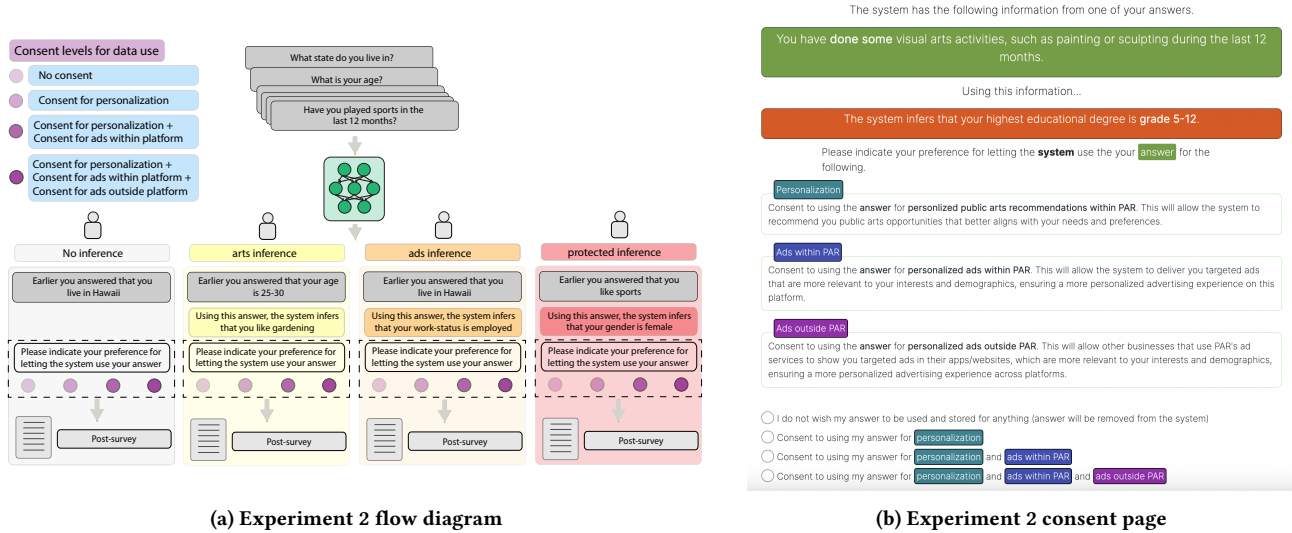 Consent levels for data use
No consent
Consent for personalization
Consent for personalization +
Consent for ads within platform
Consent for personalization +
Consent for ads within platform +
Consent for ads outside platform
What state do you live in?
What is your age?
Have you played sports in the
last 12 months?
No inference
Earlier you answered that you
live in Hawaii
Please indicate your preference for
letting the system use your answer
Post-survey
arts inference
Earlier you answered that your age
is 25-30
Using this answer, the system infers
that you like gardening
Please indicate your preference for
letting the system use your answer
Post-survey
ads inference
Earlier you answered that you
live in Hawaii
Using this answer, the system infers
that your work-status is employed
Please indicate your preference for
letting the system use your answer
Post-survey
protected inference
Earlier you answered that you
like sports
Using this answer, the system infers
that your gender is female
Please indicate your preference for
letting the system use your answer
Post-survey
(a) Experiment 2 flow diagram
The system has the following information from one of your answers.
You have done some visual arts activities, such as painting or sculpting during the last 12
months.
Using this information...
The system infers that your highest educational degree is grade 5-12.
Please indicate your preference for letting the system use the your answer for the
following.
Personalization
Consent to using the answer for personlized public arts recommendations within PAR. This will allow the system to
recommend you public arts opportunities that better aligns with your needs and preferences.
Ads within PAR
Consent to using the answer for personalized ads within PAR. This will allow the system to deliver you targeted ads
that are more relevant to your interests and demographics, ensuring a more personalized advertising experience on this
platform.
Ads outside PAR
Consent to using the answer for personalized ads outside PAR. This will allow other businesses that use PAR's ad
services to show you targeted ads in their apps/websites, which are more relevant to your interests and demographics,
ensuring a more personalized advertising experience across platforms.
I do not wish my answer to be used and stored for anything (answer will be removed from the system)
Consent to using my answer for personalization
Consent to using my answer for personalization and ads within PAR
Consent to using my answer for personalization and ads within PAR and ads outside PAR
(b) Experiment 2 consent page